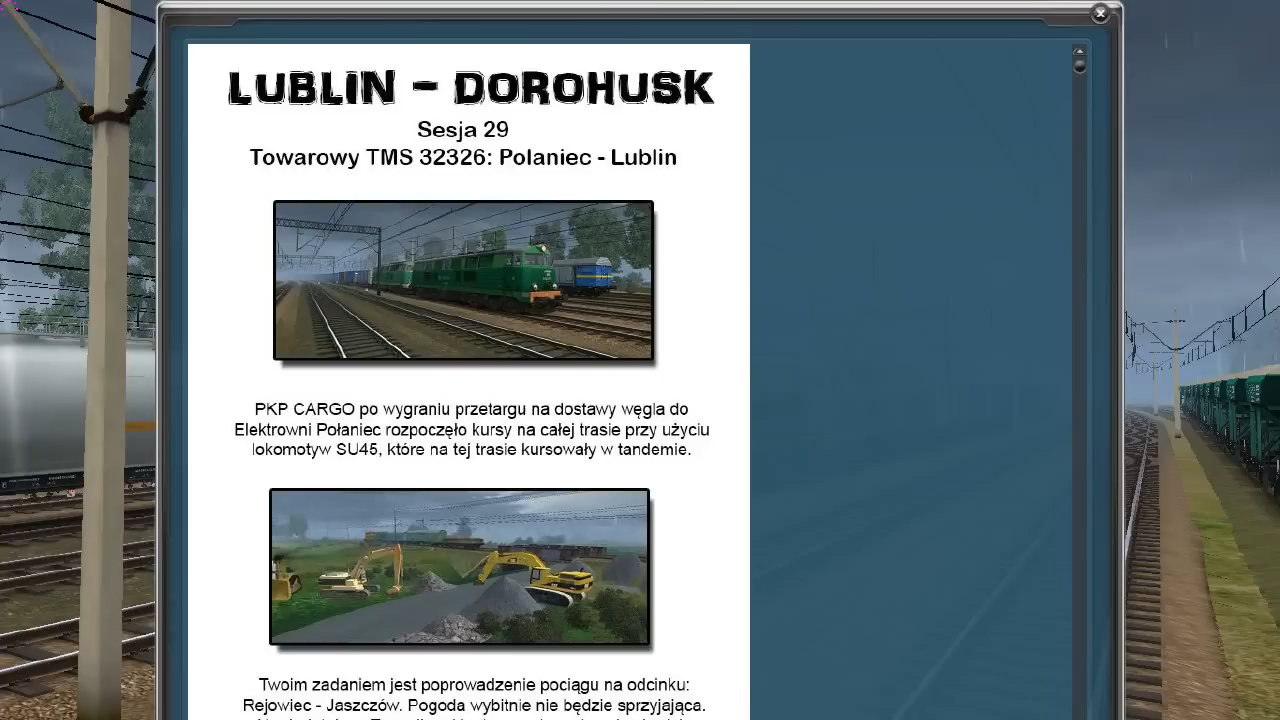 LUBLIN - DOROHUSK
Sesja 29
Towarowy TMS 32326: Polaniec - Lublin
PKP CARGO po wygraniu przetargu na dostawy węgla do
Elektrowni Połaniec rozpoczęło kursy na całej trasie przy użyciu
lokomotyw SU45, które na tej trasie kursowały w tandemie.
Twoim zadaniem jest poprowadzenie pociągu na odcinku:
Rejowiec - Jaszczów. Pogoda wybitnie nie będzie sprzyjająca.